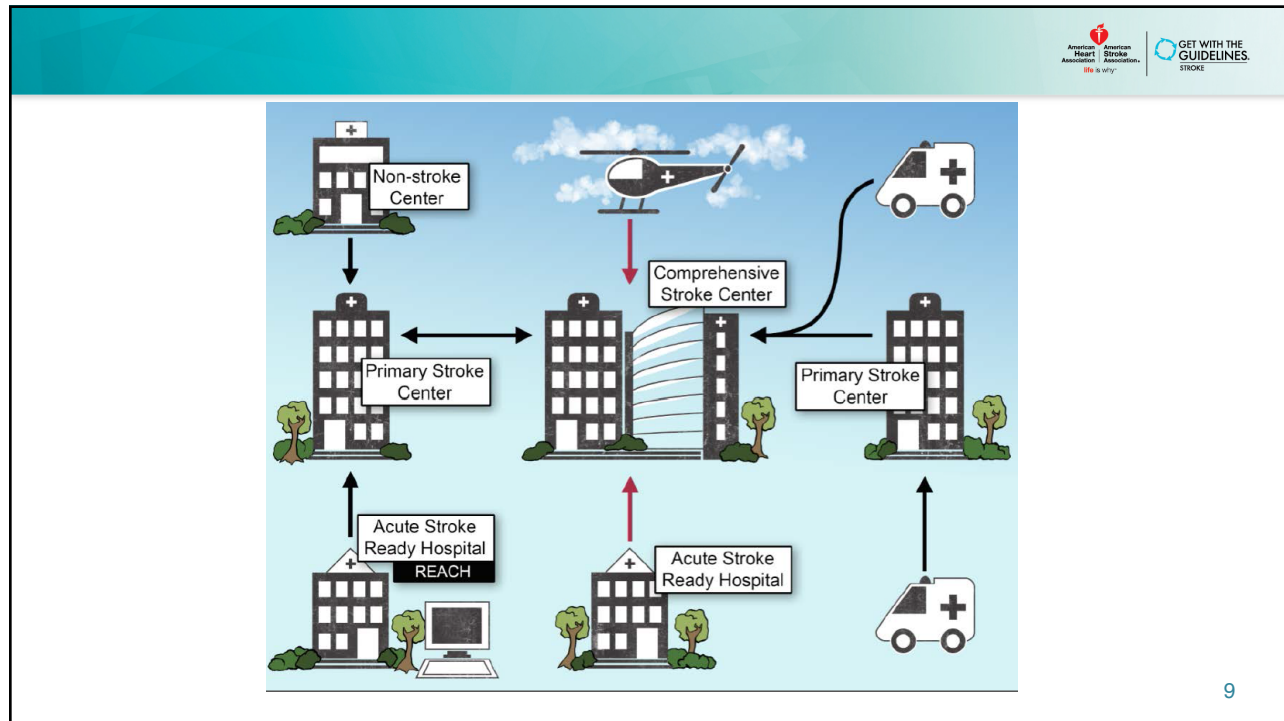 American
Heart
Association
American
Stroke
Association®
life is why™
GET WITH THE
GUIDELINES®
STROKE
Non-stroke
Center
Comprehensive
Stroke Center
Primary Stroke
Center
Primary Stroke
Center
Acute Stroke
Ready Hospital
REACH
Acute Stroke
Ready Hospital
9